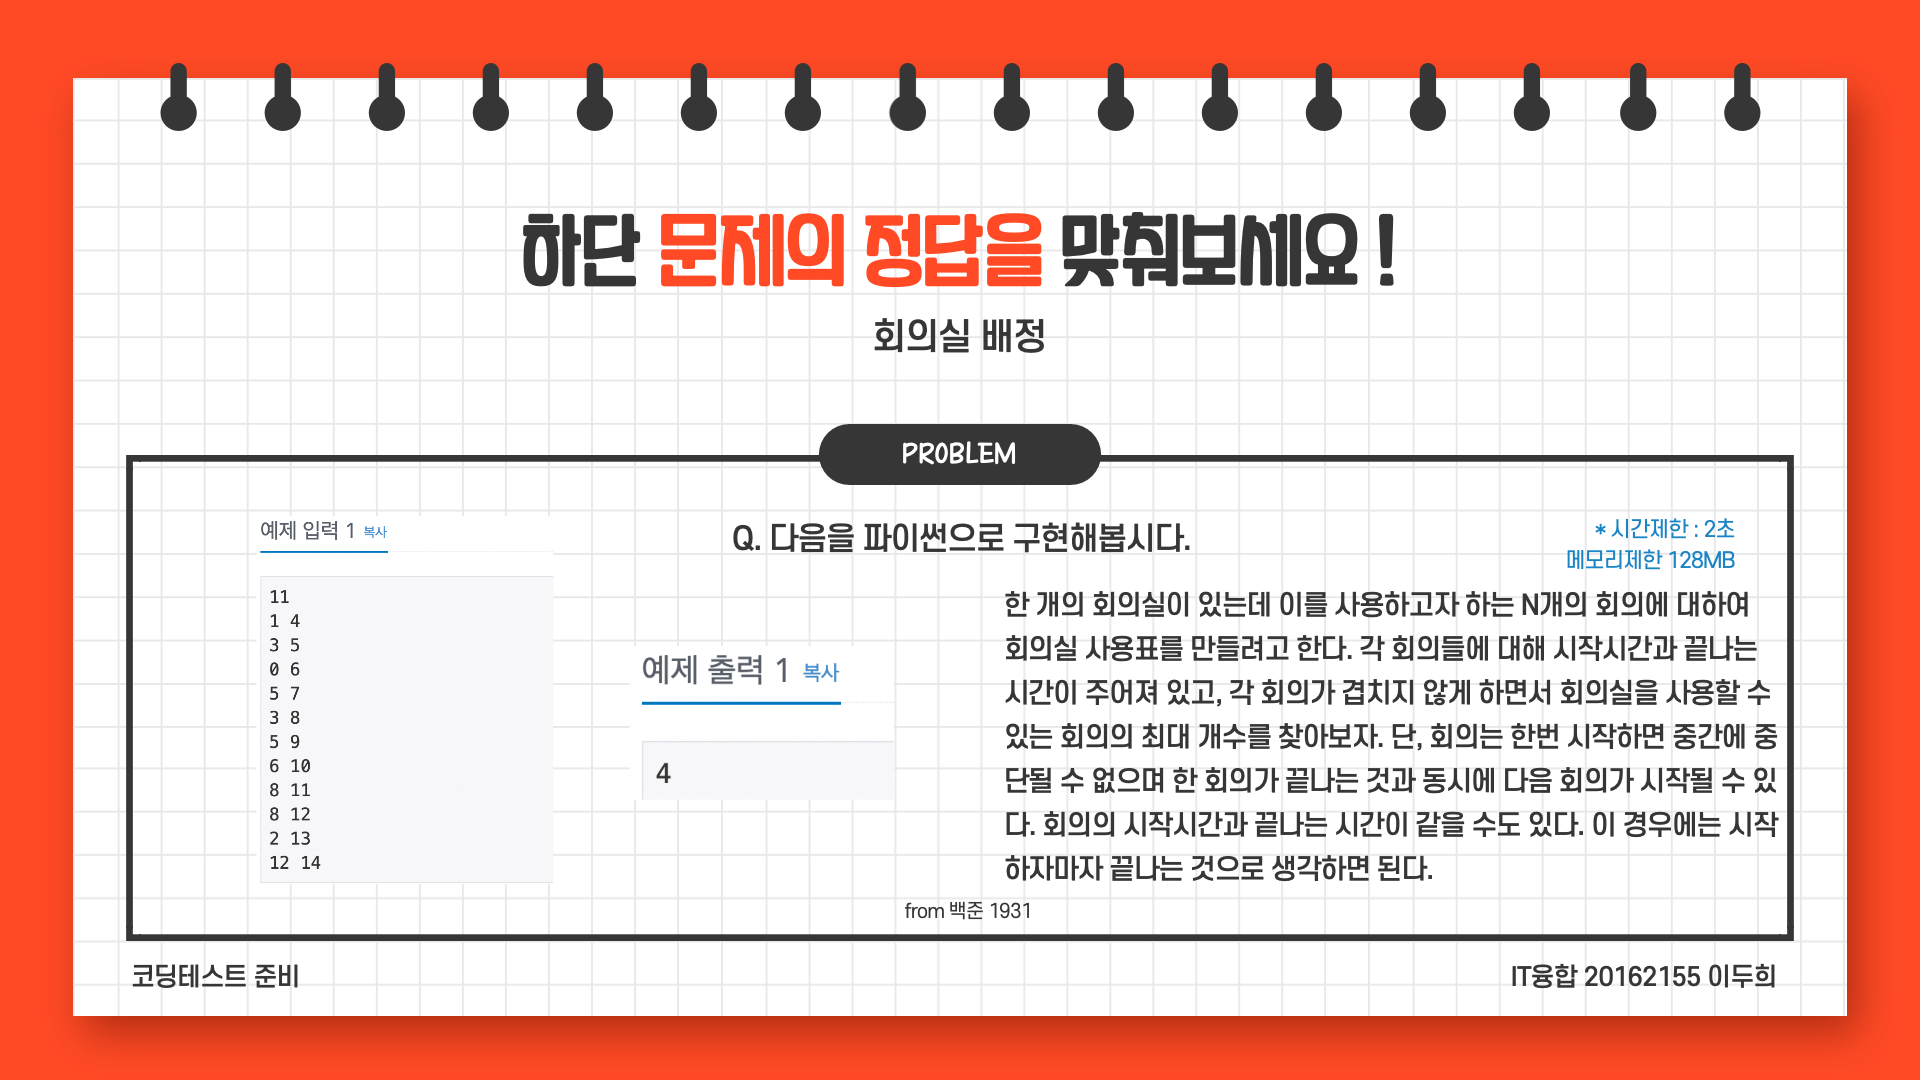 하단 문제의 정답을 맞춰보세요 !
회의실 배정
PROBLEM
예제 입력 1 복사
11
1 4
3 5
0 6
5 7
3 8
5 9
6 10
8 11
8 12
2 13
12 14
예제 출력 1 복사
4
Q. 다음을 파이썬으로 구현해봅시다.
* 시간제한 : 2초
메모리제한 128MB
한 개의 회의실이 있는데 이를 사용하고자 하는 N개의 회의에 대하여
회의실 사용표를 만들려고 한다. 각 회의들에 대해 시작시간과 끝나는
시간이 주어져 있고, 각 회의가 겹치지 않게 하면서 회의실을 사용할 수
있는 회의의 최대 개수를 찾아보자. 단, 회의는 한번 시작하면 중간에 중
단될 수 없으며 한 회의가 끝나는 것과 동시에 다음 회의가 시작될 수 있
다. 회의의 시작시간과 끝나는 시간이 같을 수도 있다. 이 경우에는 시작
하자마자 끝나는 것으로 생각하면 된다.
from 백준 1931
코딩테스트 준비
IT융합 20162155 이두희